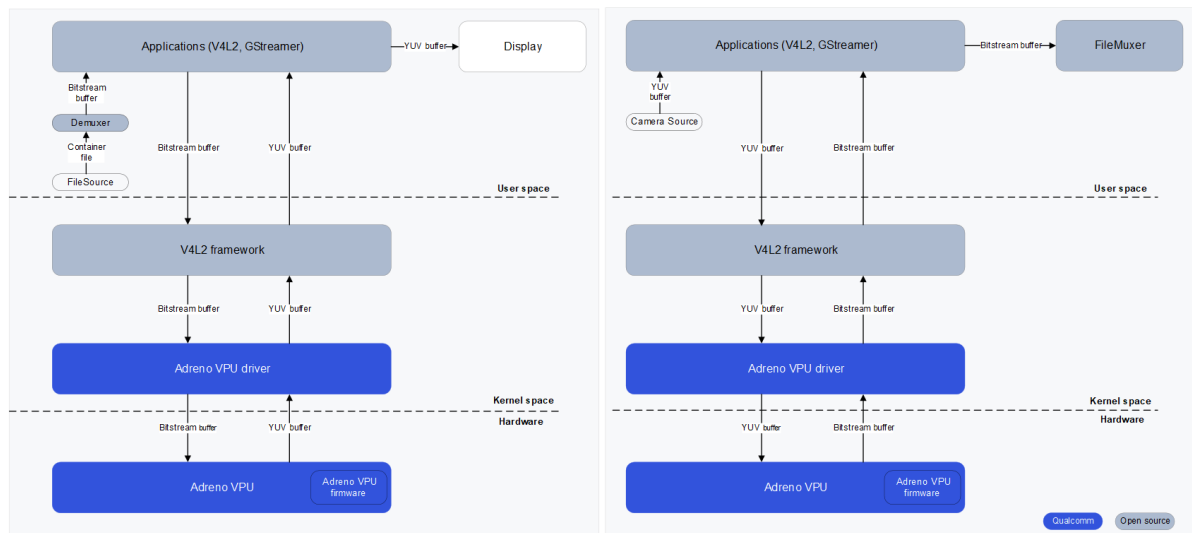 Applications (V4L2, GStreamer)
YUV buffer
Display
Bitstream
buffer
Demuxer
Container
file
FileSource
Bitstream buffer
YUV buffer
User space
V4L2 framework
Bitstream buffer
YUV buffer
Adreno VPU driver
Kernel space
Hardware
Bitstream buffer
YUV buffer
Adreno VPU
Adreno VPU
firmware
Applications (V4L2, GStreamer)
Bitstream buffer
FileMuxer
YUV
buffer
Camera Source
YUV buffer
Bitstream buffer
User space
V4L2 framework
YUV buffer
Bitstream buffer
Adreno VPU driver
Kernel space
Hardware
YUV buffer
Bitstream buffer
Adreno VPU
Adreno VPU
firmware
Qualcomm
Open source